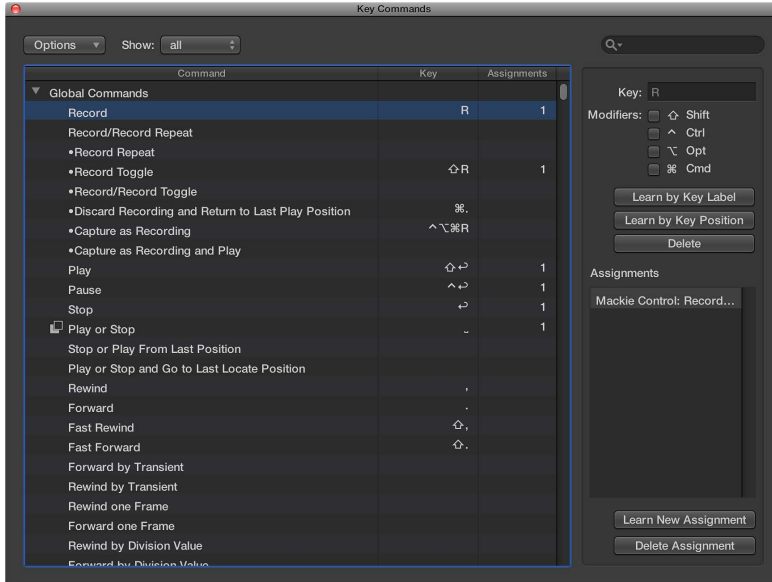 Key Commands
Options Show: all
Command Key Assignments
Global Commands
Record R 1
Record/Record Repeat
•Record Repeat
•Record Toggle ⇧R 1
•Record/Record Toggle
•Discard Recording and Return to Last Play Position ⌘.
•Capture as Recording ^⌥⌘R
•Capture as Recording and Play
Play ⇧↩ 1
Pause ^↩ 1
Stop ↩ 1
Play or Stop ⎵ 1
Stop or Play From Last Position
Play or Stop and Go to Last Locate Position
Rewind ,
Forward .
Fast Rewind ⇧,
Fast Forward ⇧.
Forward by Transient
Rewind by Transient
Rewind one Frame
Forward one Frame
Rewind by Division Value
Forward by Division Value
Key: R
Modifiers: ⇧ Shift
^ Ctrl
⌥ Opt
⌘ Cmd
Learn by Key Label
Learn by Key Position
Delete
Assignments
Mackie Control: Record...
Learn New Assignment
Delete Assignment